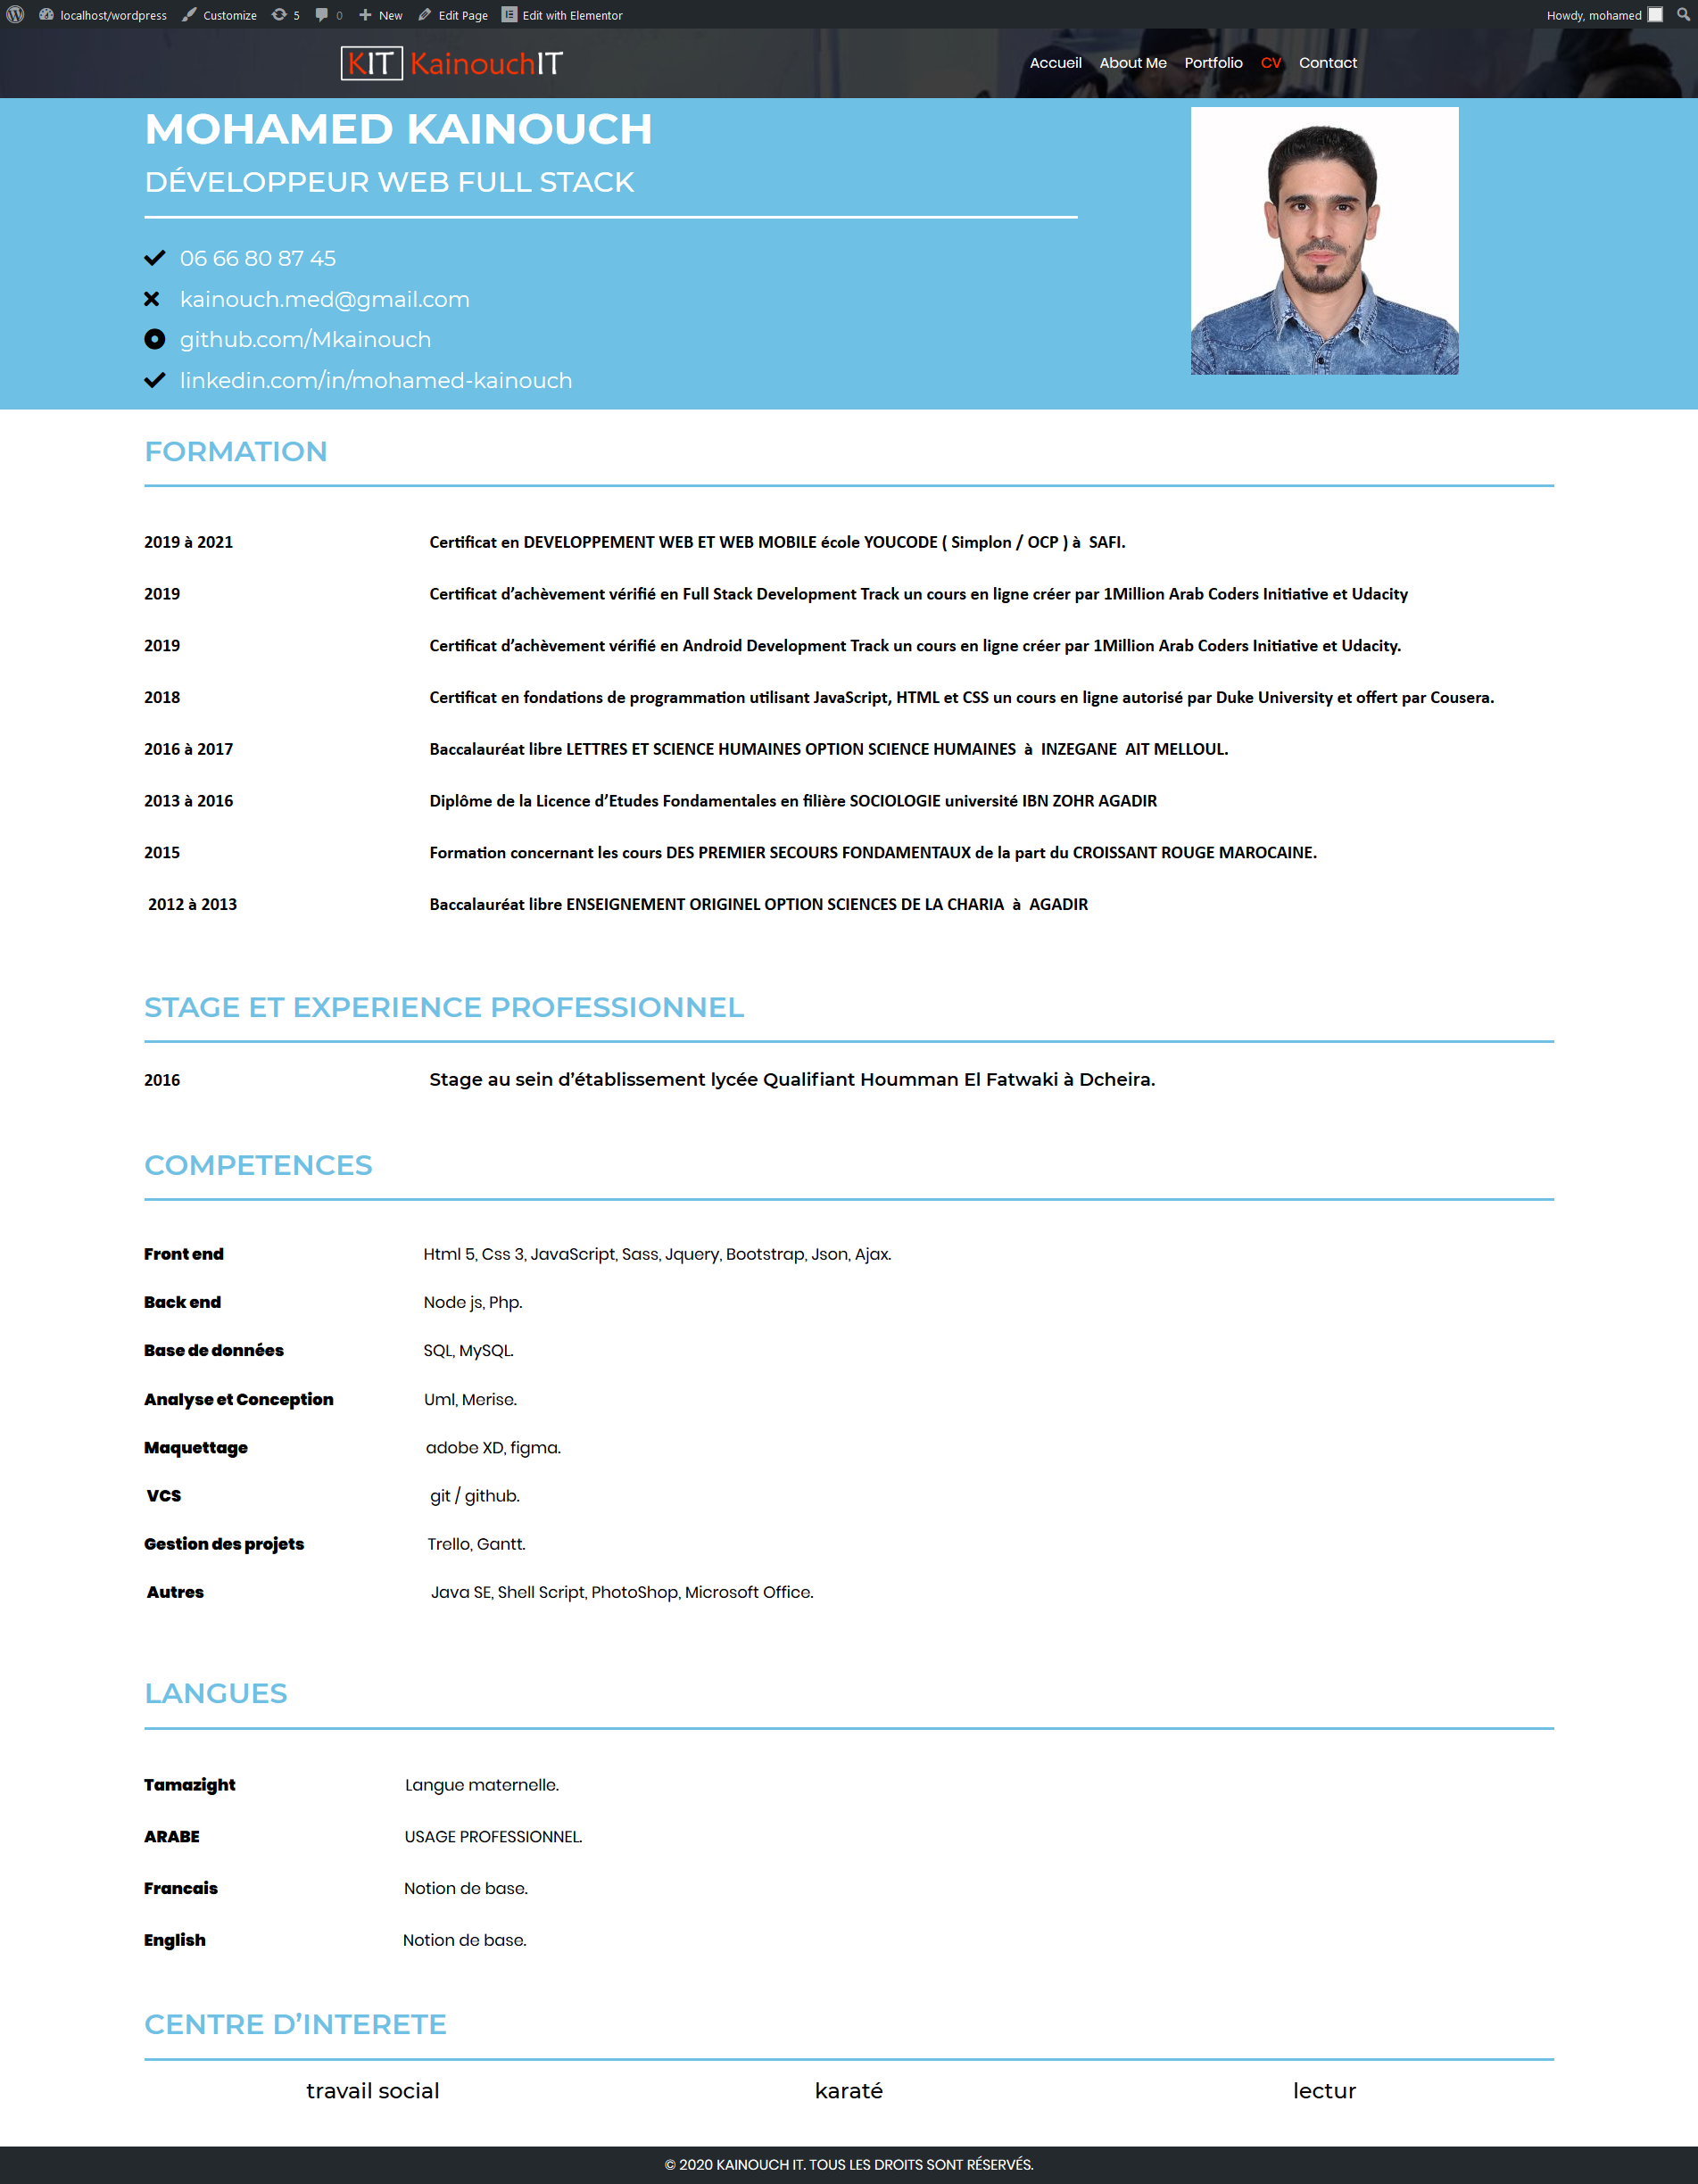 localhost/wordpress Customize 5 0 New Edit Page Edit with Elementor Howdy, mohamed
KIT KainouchIT Accueil About Me Portfolio CV Contact
MOHAMED KAINOUCH
DÉVELOPPEUR WEB FULL STACK
06 66 80 87 45
kainouch.med@gmail.com
github.com/Mkainouch
linkedin.com/in/mohamed-kainouch
FORMATION
2019 à 2021 Certificat en DEVELOPPEMENT WEB ET WEB MOBILE école YOUCODE ( Simplon / OCP ) à SAFI.
2019 Certificat d’achèvement vérifié en Full Stack Development Track un cours en ligne créer par 1Million Arab Coders Initiative et Udacity
2019 Certificat d’achèvement vérifié en Android Development Track un cours en ligne créer par 1Million Arab Coders Initiative et Udacity.
2018 Certificat en fondations de programmation utilisant JavaScript, HTML et CSS un cours en ligne autorisé par Duke University et offert par Cousera.
2016 à 2017 Baccalauréat libre LETTRES ET SCIENCE HUMAINES OPTION SCIENCE HUMAINES à INZEGANE AIT MELLOUL.
2013 à 2016 Diplôme de la Licence d’Etudes Fondamentales en filière SOCIOLOGIE université IBN ZOHR AGADIR
2015 Formation concernant les cours DES PREMIER SECOURS FONDAMENTAUX de la part du CROISSANT ROUGE MAROCAINE.
2012 à 2013 Baccalauréat libre ENSEIGNEMENT ORIGINEL OPTION SCIENCES DE LA CHARIA à AGADIR
STAGE ET EXPERIENCE PROFESSIONNEL
2016 Stage au sein d’établissement lycée Qualifiant Houmman El Fatwaki à Dcheira.
COMPETENCES
Front end Html 5, Css 3, JavaScript, Sass, Jquery, Bootstrap, Json, Ajax.
Back end Node js, Php.
Base de données SQL, MySQL.
Analyse et Conception Uml, Merise.
Maquettage adobe XD, figma.
VCS git / github.
Gestion des projets Trello, Gantt.
Autres Java SE, Shell Script, PhotoShop, Microsoft Office.
LANGUES
Tamazight Langue maternelle.
ARABE USAGE PROFESSIONNEL.
Francais Notion de base.
English Notion de base.
CENTRE D’INTERETE
travail social karaté lectur
© 2020 KAINOUCH IT. TOUS LES DROITS SONT RÉSERVÉS.